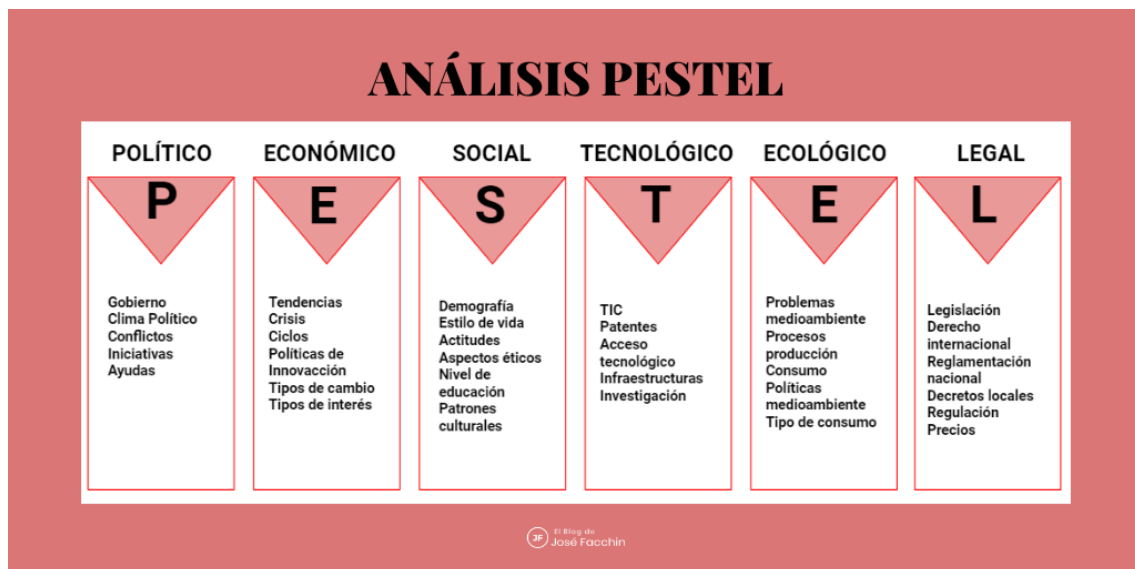 ANÁLISIS PESTEL
POLÍTICO
P
Gobierno
Clima Político
Conflictos
Iniciativas
Ayudas
ECONÓMICO
E
Tendencias
Crisis
Ciclos
Políticas de
Innovacción
Tipos de cambio
Tipos de interés
SOCIAL
S
Demografía
Estilo de vida
Actitudes
Aspectos éticos
Nivel de
educación
Patrones
culturales
TECNOLÓGICO
T
TIC
Patentes
Acceso
tecnológico
Infraestructuras
Investigación
ECOLÓGICO
E
Problemas
medioambiente
Procesos
producción
Consumo
Políticas
medioambiente
Tipo de consumo
LEGAL
L
Legislación
Derecho
internacional
Reglamentación
nacional
Decretos locales
Regulación
Precios
JF
El Blog de
José Facchin